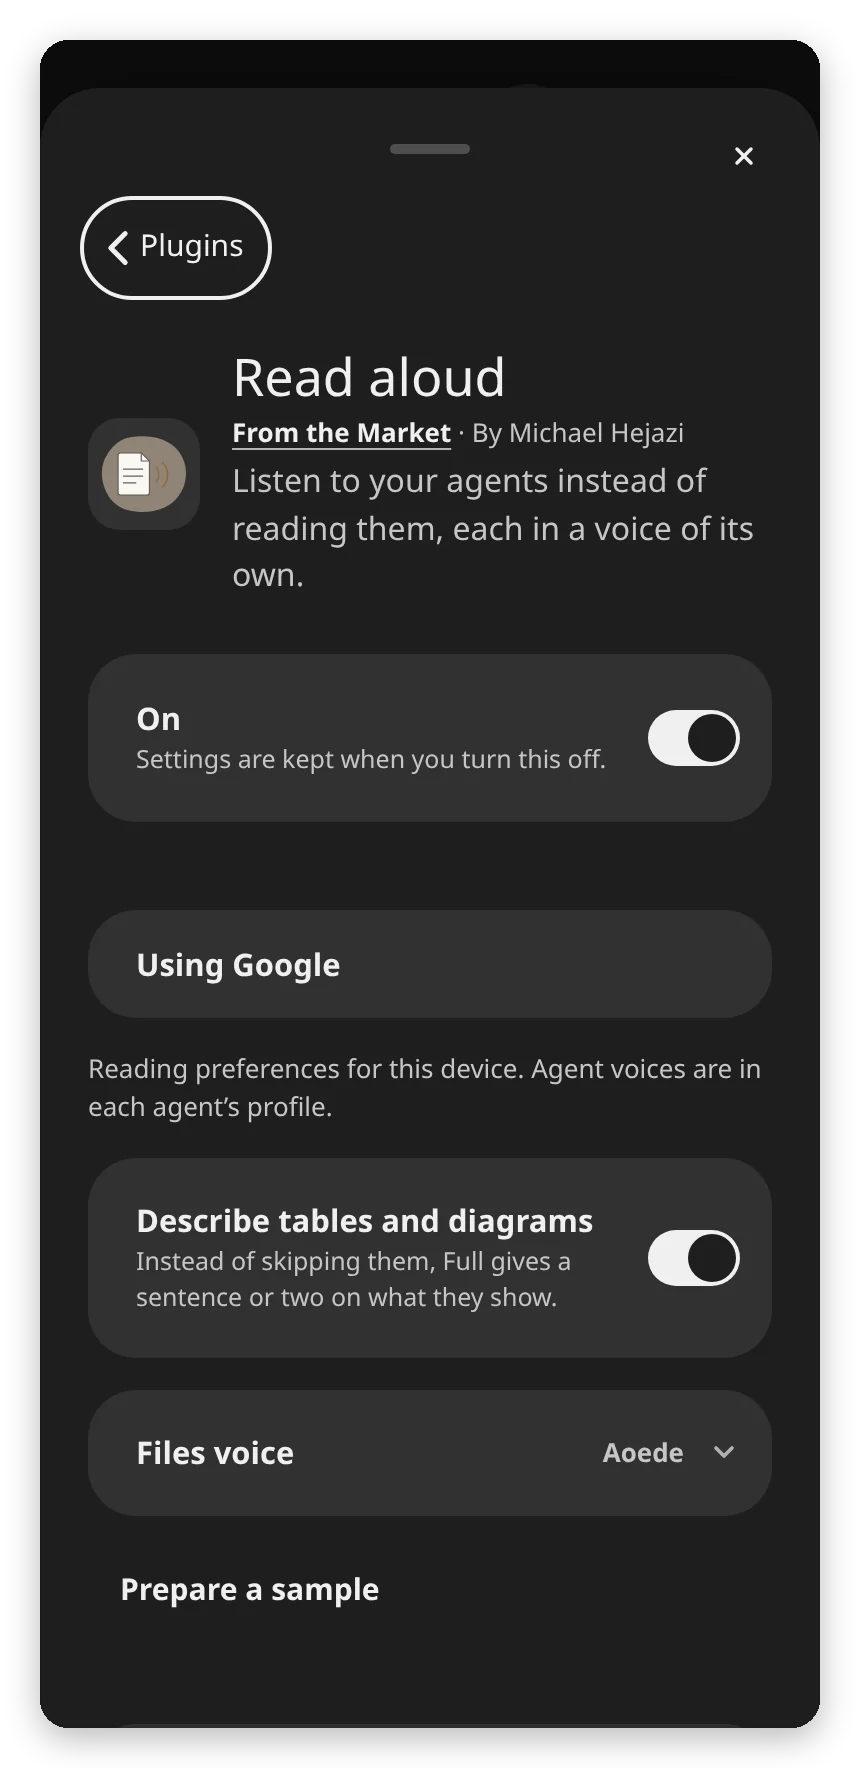 Plugins
Read aloud
From the Market · By Michael Hejazi
Listen to your agents instead of
reading them, each in a voice of its
own.
On
Settings are kept when you turn this off.
Using Google
Reading preferences for this device. Agent voices are in
each agent’s profile.
Describe tables and diagrams
Instead of skipping them, Full gives a
sentence or two on what they show.
Files voice
Aoede
Prepare a sample